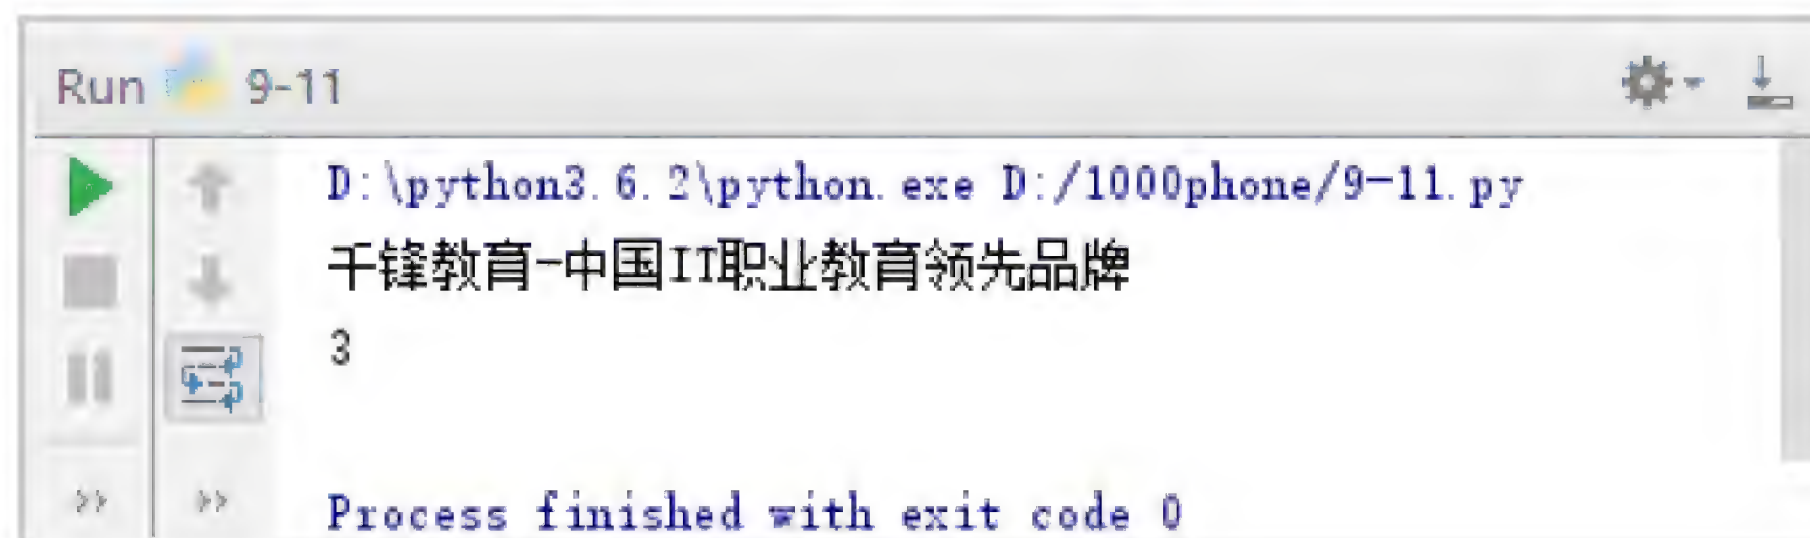 Run 9-11
D:\python3.6.2\python.exe D:/1000phone/9-11.py
千锋教育-中国IT职业教育领先品牌
3
Process finished with exit code 0